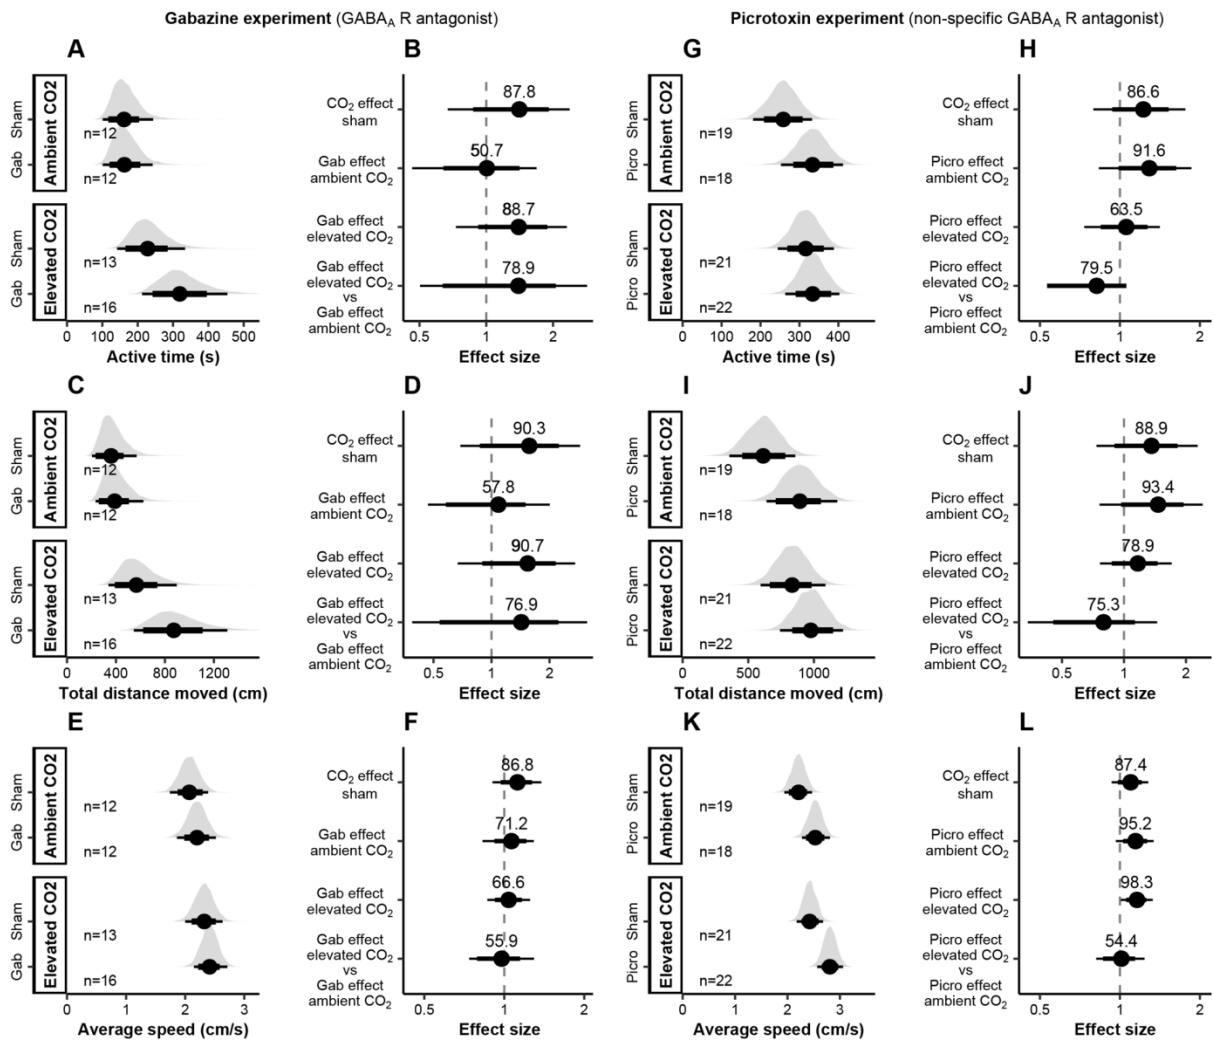 Gabazine experiment (GABA_A R antagonist)
Picrotoxin experiment (non-specific GABA_A R antagonist)
A
Ambient CO2
Sham
n=12
Gab
n=12
Elevated CO2
Sham
n=13
Gab
n=16
0 100 200 300 400 500
Active time (s)
B
CO₂ effect
sham
87.8
Gab effect
ambient CO₂
50.7
Gab effect
elevated CO₂
88.7
Gab effect
elevated CO₂
vs
Gab effect
ambient CO₂
78.9
0.5 1 2
Effect size
G
Ambient CO2
Sham
n=19
Picro
n=18
Elevated CO2
Sham
n=21
Picro
n=22
0 100 200 300 400
Active time (s)
H
CO₂ effect
sham
86.6
Picro effect
ambient CO₂
91.6
Picro effect
elevated CO₂
63.5
Picro effect
elevated CO₂
vs
Picro effect
ambient CO₂
79.5
0.5 1 2
Effect size
C
Ambient CO2
Sham
n=12
Gab
n=12
Elevated CO2
Sham
n=13
Gab
n=16
0 400 800 1200
Total distance moved (cm)
D
CO₂ effect
sham
90.3
Gab effect
ambient CO₂
57.8
Gab effect
elevated CO₂
90.7
Gab effect
elevated CO₂
vs
Gab effect
ambient CO₂
76.9
0.5 1 2
Effect size
I
Ambient CO2
Sham
n=19
Picro
n=18
Elevated CO2
Sham
n=21
Picro
n=22
0 500 1000
Total distance moved (cm)
J
CO₂ effect
sham
88.9
Picro effect
ambient CO₂
93.4
Picro effect
elevated CO₂
78.9
Picro effect
elevated CO₂
vs
Picro effect
ambient CO₂
75.3
0.5 1 2
Effect size
E
Ambient CO2
Sham
n=12
Gab
n=12
Elevated CO2
Sham
n=13
Gab
n=16
0 1 2 3
Average speed (cm/s)
F
CO₂ effect
sham
86.8
Gab effect
ambient CO₂
71.2
Gab effect
elevated CO₂
66.6
Gab effect
elevated CO₂
vs
Gab effect
ambient CO₂
55.9
0.5 1 2
Effect size
K
Ambient CO2
Sham
n=19
Picro
n=18
Elevated CO2
Sham
n=21
Picro
n=22
0 1 2 3
Average speed (cm/s)
L
CO₂ effect
sham
87.4
Picro effect
ambient CO₂
95.2
Picro effect
elevated CO₂
98.3
Picro effect
elevated CO₂
vs
Picro effect
ambient CO₂
54.4
0.5 1 2
Effect size